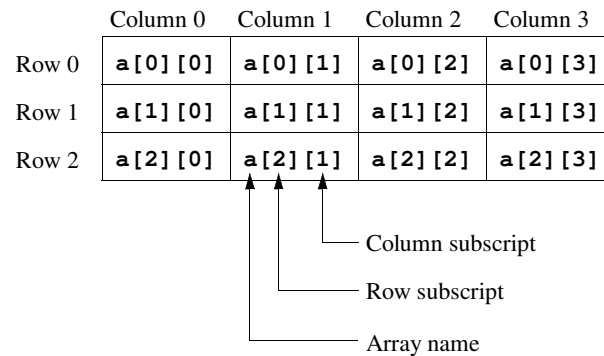 Column 0 Column 1 Column 2 Column 3
Row 0 a[0][0] a[0][1] a[0][2] a[0][3]
Row 1 a[1][0] a[1][1] a[1][2] a[1][3]
Row 2 a[2][0] a[2][1] a[2][2] a[2][3]
Column subscript
Row subscript
Array name